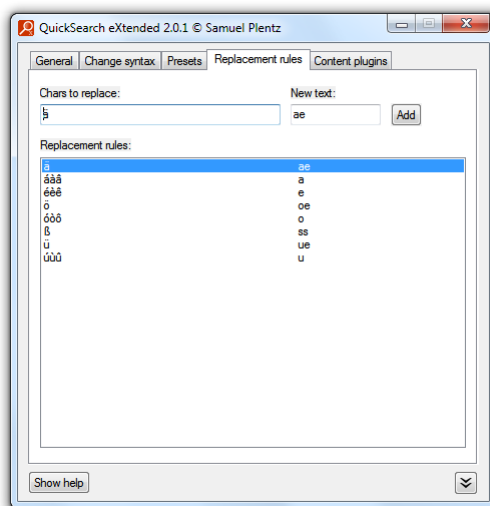 QuickSearch eXtended 2.0.1 © Samuel Plentz
General Change syntax Presets Replacement rules Content plugins
Chars to replace: New text:
ä ae Add
Replacement rules:
ä ae
áàâ a
éèê e
ö oe
óòô o
ß ss
ü ue
úùû u
Show help